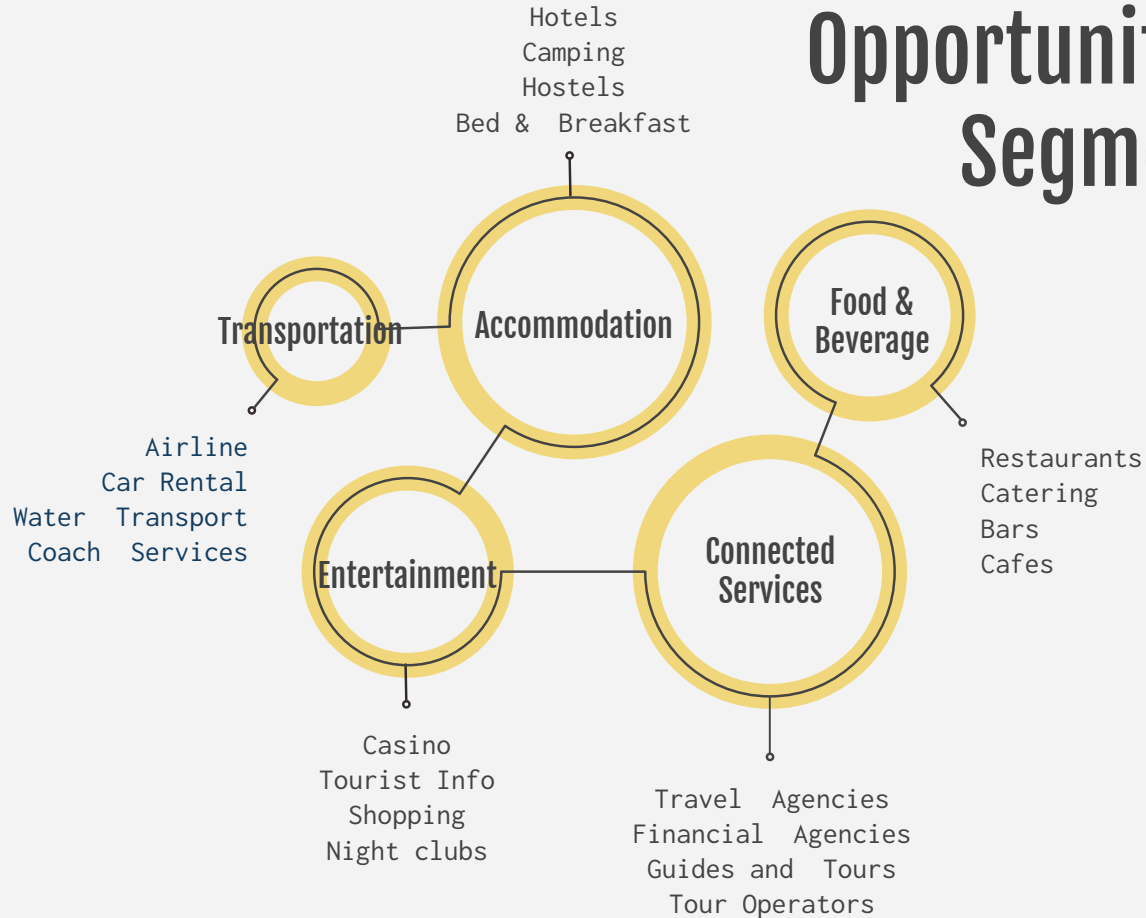 Opportunit
Segm
Hotels
Camping
Hostels
Bed & Breakfast
Transportation
Accommodation
Food &
Beverage
Airline
Car Rental
Water Transport
Coach Services
Restaurants
Catering
Bars
Cafes
Entertainment
Connected
Services
Casino
Tourist Info
Shopping
Night clubs
Travel Agencies
Financial Agencies
Guides and Tours
Tour Operators